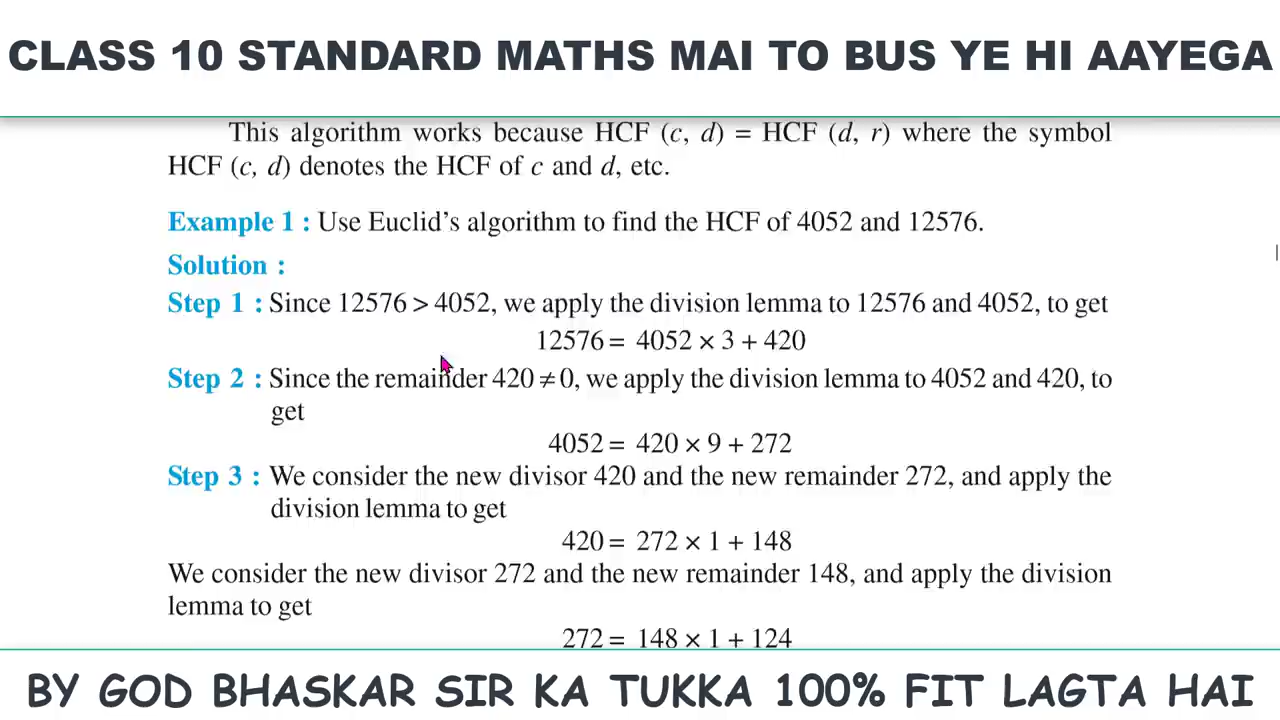 CLASS 10 STANDARD MATHS MAI TO BUS YE HI AAYEGA
This algorithm works because HCF (c, d) = HCF (d, r) where the symbol
HCF (c, d) denotes the HCF of c and d, etc.
Example 1 : Use Euclid’s algorithm to find the HCF of 4052 and 12576.
Solution :
Step 1 : Since 12576 > 4052, we apply the division lemma to 12576 and 4052, to get
12576 = 4052 × 3 + 420
Step 2 : Since the remainder 420 ≠ 0, we apply the division lemma to 4052 and 420, to
get
4052 = 420 × 9 + 272
Step 3 : We consider the new divisor 420 and the new remainder 272, and apply the
division lemma to get
420 = 272 × 1 + 148
We consider the new divisor 272 and the new remainder 148, and apply the division
lemma to get
272 = 148 × 1 + 124
BY GOD BHASKAR SIR KA TUKKA 100% FIT LAGTA HAI